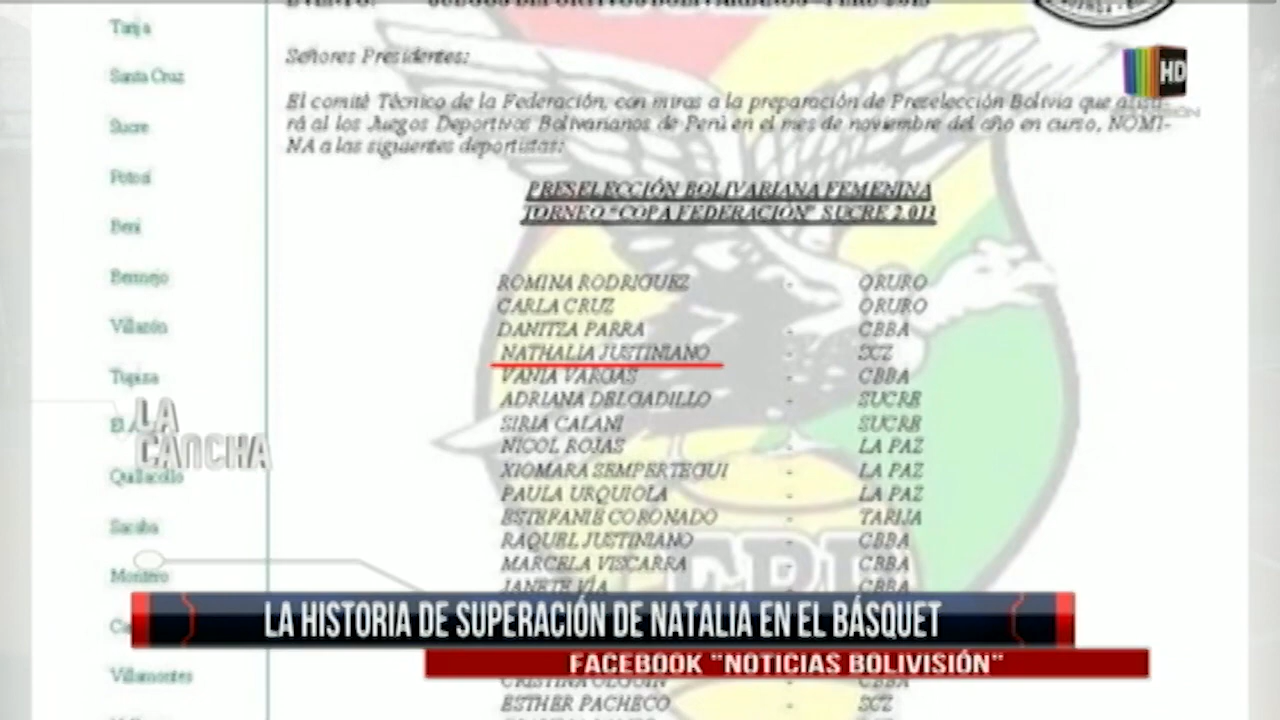 Tarija
Santa Cruz
Sucre
Potosí
Beni
Bermejo
Villazón
Tupiza
Quillacollo
Sacaba
Montero
Villamontes
Señores Presidentes:
El comité Técnico de la Federación, con miras a la preparación de Preselección Bolivia que asisti-
rá al los Juegos Deportivos Bolivarianos de Perú en el mes de noviembre del año en curso, NOMI-
NA a las siguientes deportistas:
PRESELECCIÓN BOLIVARIANA FEMENINA
TORNEO "COPA FEDERACION" SUCRE 2.013
ROMINA RODRIGUEZ - ORURO
CARLA CRUZ ORURO
DANITZA PARRA - CBBA
NATHALIA JUSTINIANO - SCZ
VANIA VARGAS - CBBA
ADRIANA DELGADILLO - SUCRE
SIRIA CALANI - SUCRE
NICOL ROJAS - LA PAZ
XIOMARA SEMPERTEGUI - LA PAZ
PAULA URQUIOLA - LA PAZ
ESTEFANIE CORONADO - TARIJA
RAQUEL JUSTINIANO - CBBA
MARCELA VISCARRA - CBBA
JANETE VÍA - CBBA
CRISTINA OLGUIN - CBBA
ESTHER PACHECO - SCZ
HD
LA
CANCHA
LA HISTORIA DE SUPERACIÓN DE NATALIA EN EL BÁSQUET
FACEBOOK "NOTICIAS BOLIVISIÓN"